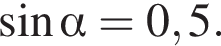 sin α = 0,5.